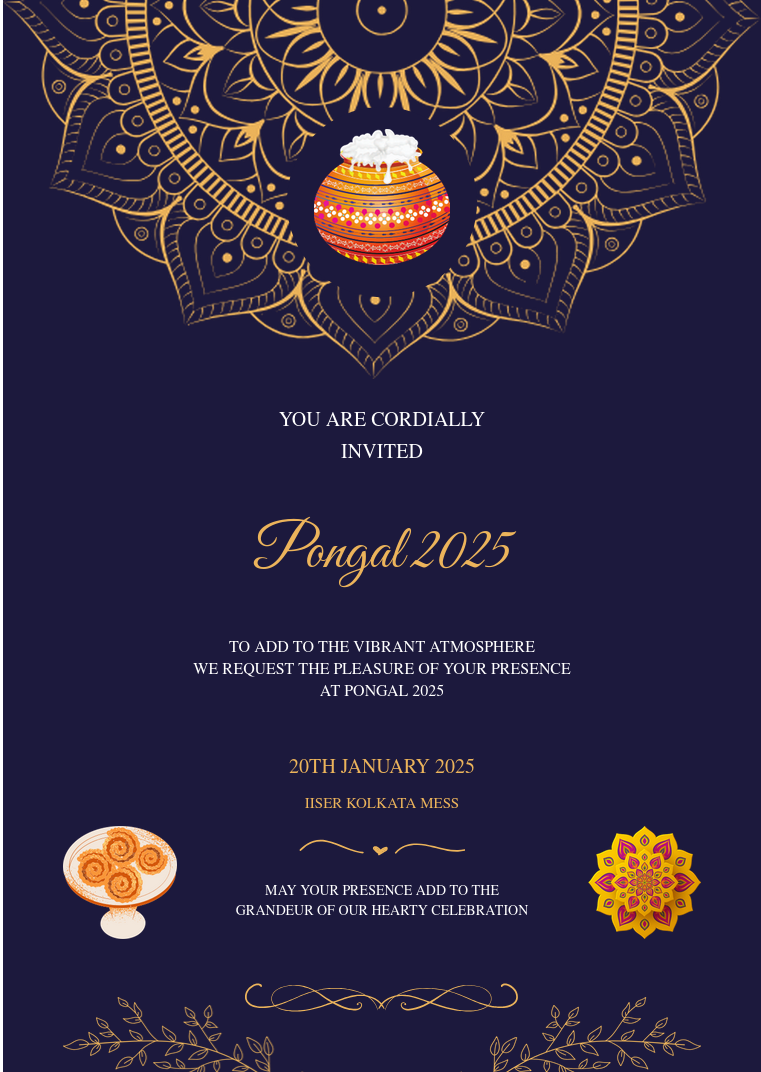 YOU ARE CORDIALLY
INVITED
Pongal 2025
TO ADD TO THE VIBRANT ATMOSPHERE
WE REQUEST THE PLEASURE OF YOUR PRESENCE
AT PONGAL 2025
20TH JANUARY 2025
IISER KOLKATA MESS
MAY YOUR PRESENCE ADD TO THE
GRANDEUR OF OUR HEARTY CELEBRATION